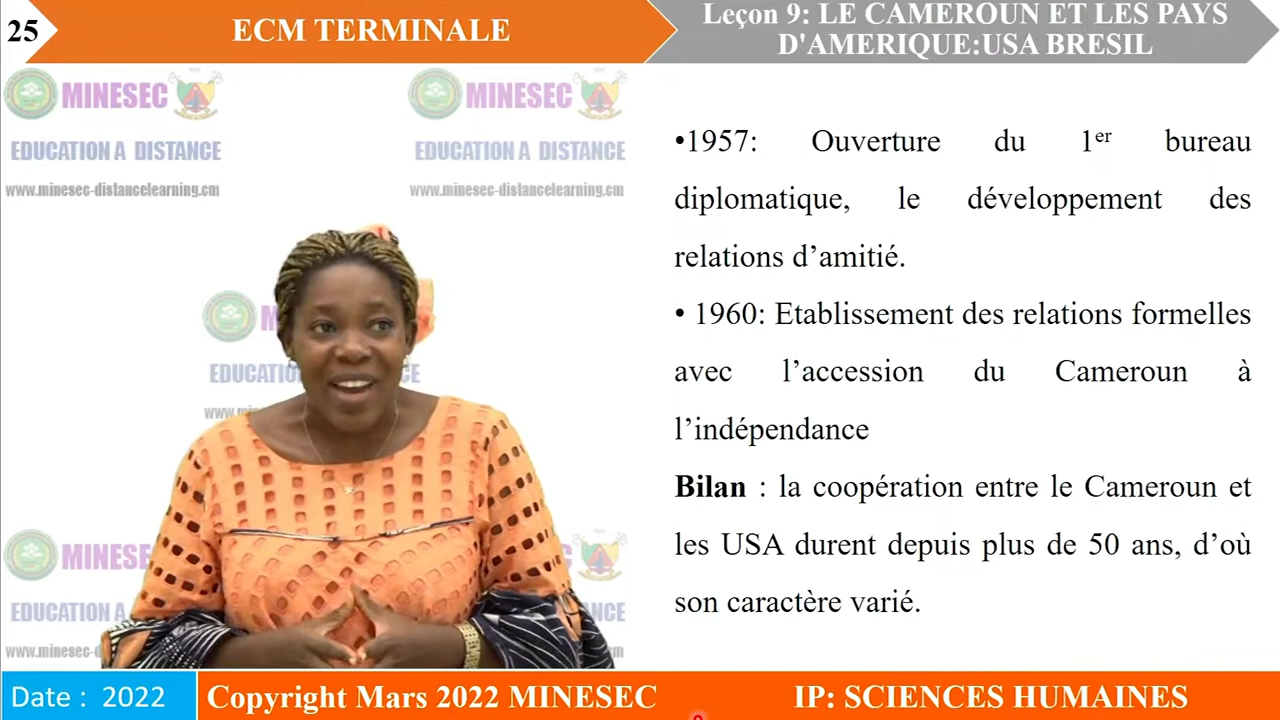 25
ECM TERMINALE
Leçon 9: LE CAMEROUN ET LES PAYS
D'AMERIQUE:USA BRESIL
MINESEC
EDUCATION A DISTANCE
www.minesec-distancelearning.cm
MINESEC
EDUCATION A DISTANCE
www.minesec-distancelearning.cm
•1957: Ouverture du 1er bureau
diplomatique, le développement des
relations d’amitié.
• 1960: Etablissement des relations formelles
avec l’accession du Cameroun à
l’indépendance
Bilan : la coopération entre le Cameroun et
les USA durent depuis plus de 50 ans, d’où
son caractère varié.
Date : 2022
Copyright Mars 2022 MINESEC
IP: SCIENCES HUMAINES